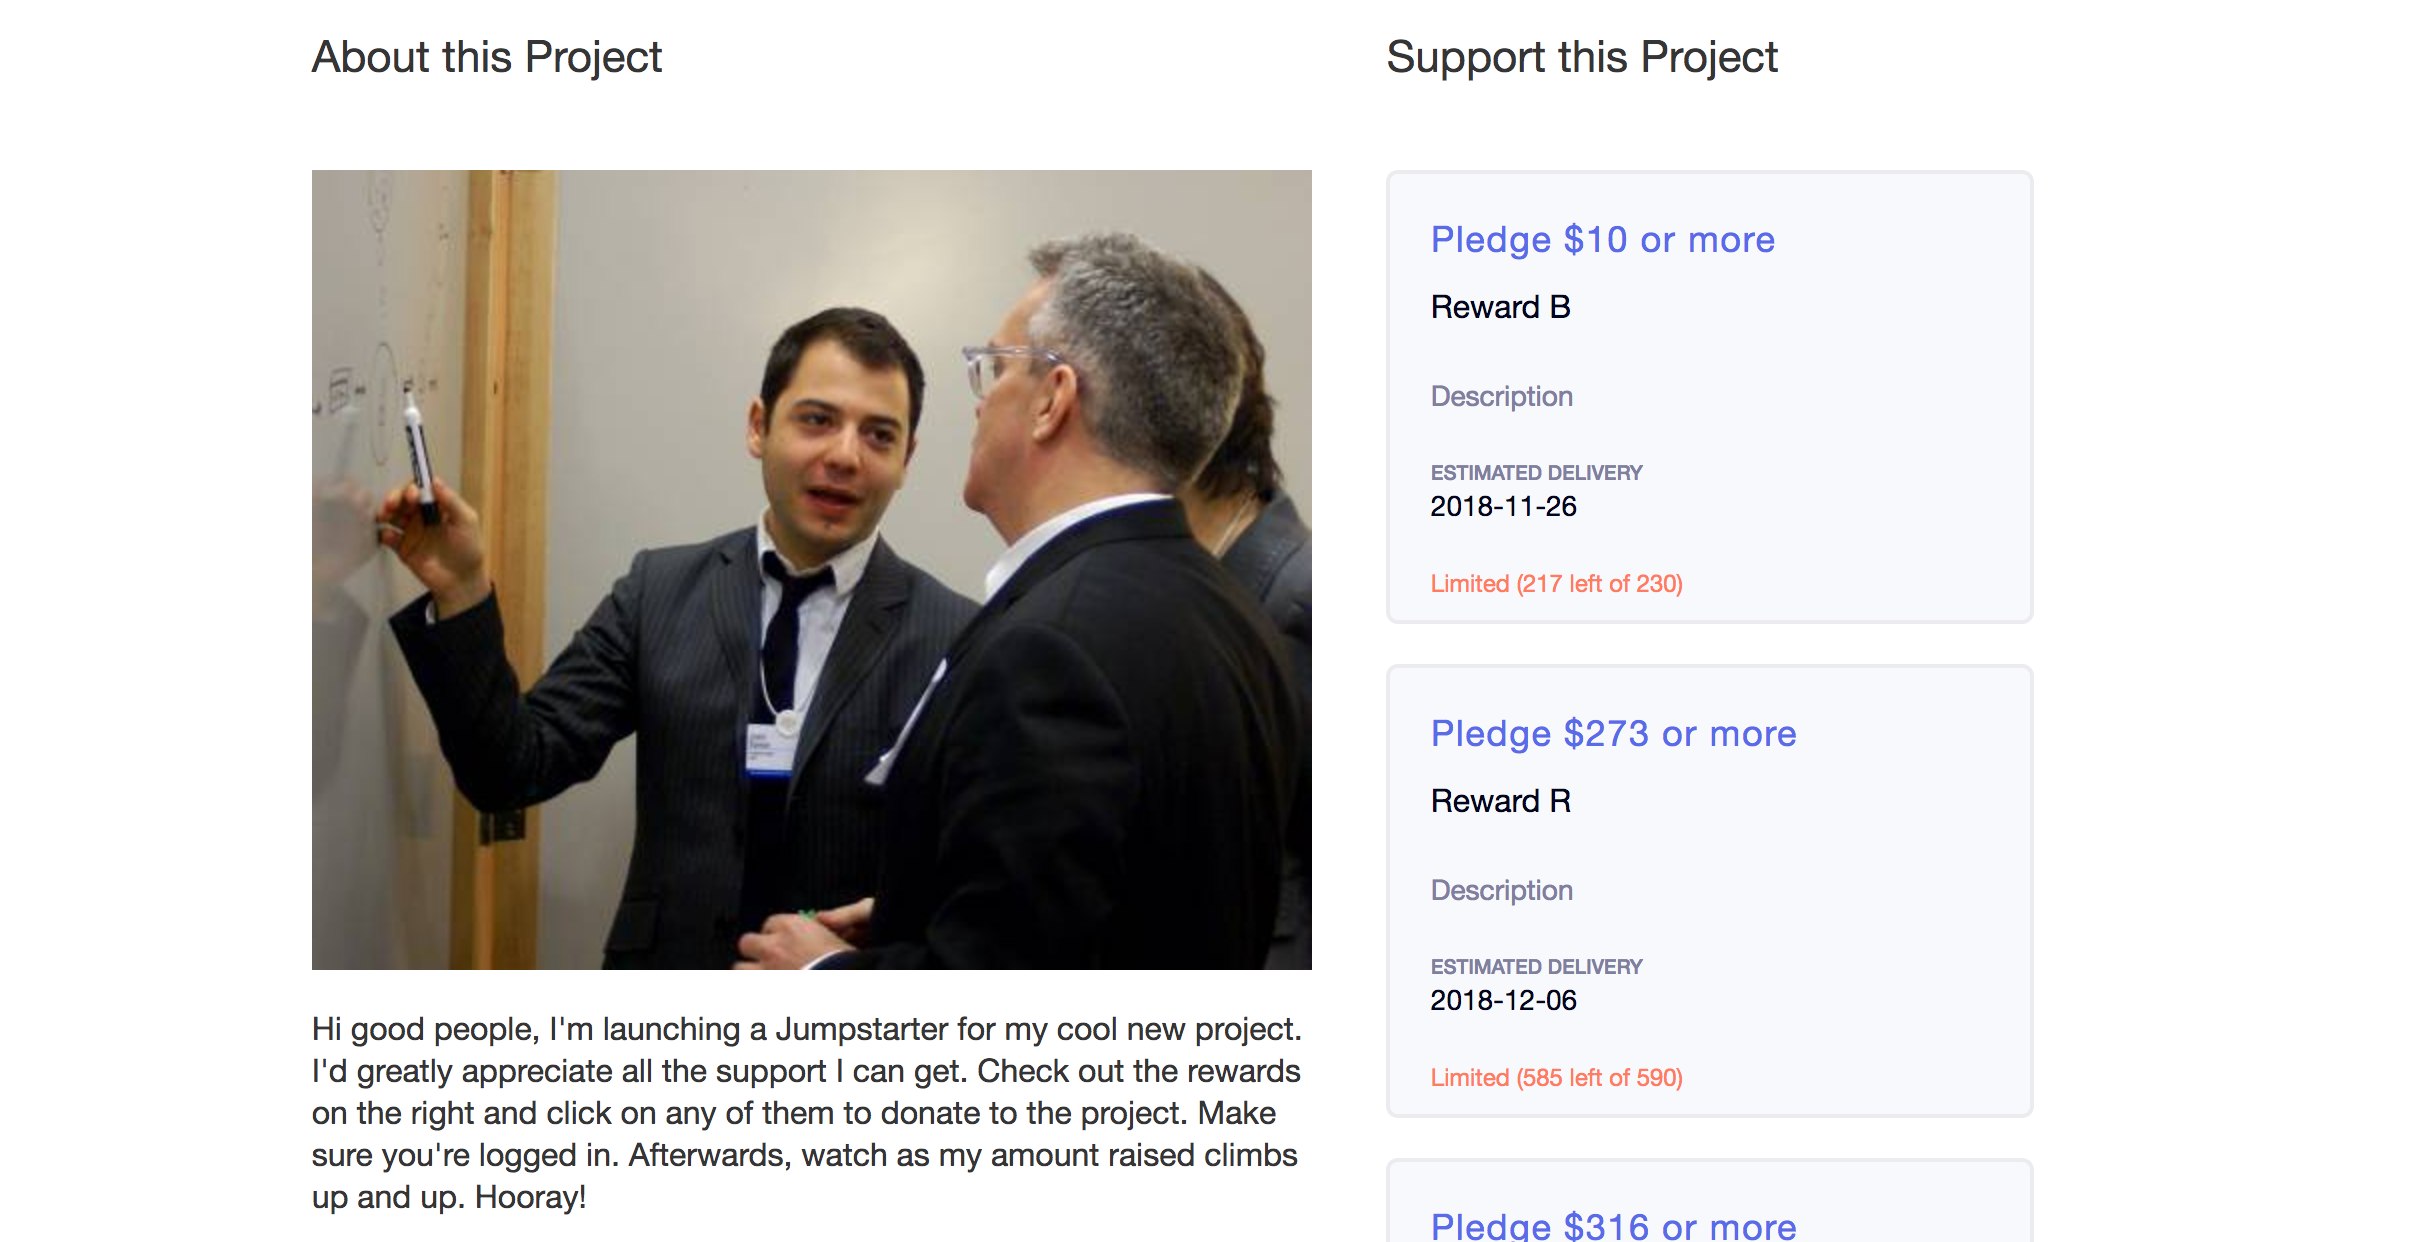 About this Project
Hi good people, I'm launching a Jumpstarter for my cool new project.
I'd greatly appreciate all the support I can get. Check out the rewards
on the right and click on any of them to donate to the project. Make
sure you're logged in. Afterwards, watch as my amount raised climbs
up and up. Hooray!
Support this Project
Pledge $10 or more
Reward B
Description
ESTIMATED DELIVERY
2018-11-26
Limited (217 left of 230)
Pledge $273 or more
Reward R
Description
ESTIMATED DELIVERY
2018-12-06
Limited (585 left of 590)
Pledge $316 or more